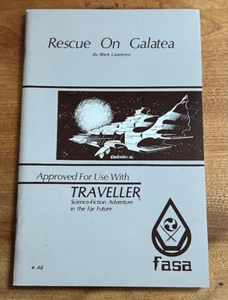 Rescue On Galatea
By Mark Lawrence
Approved For Use With
TRAVELLER
Science-Fiction Adventure
in the Far Future
fasa
A6